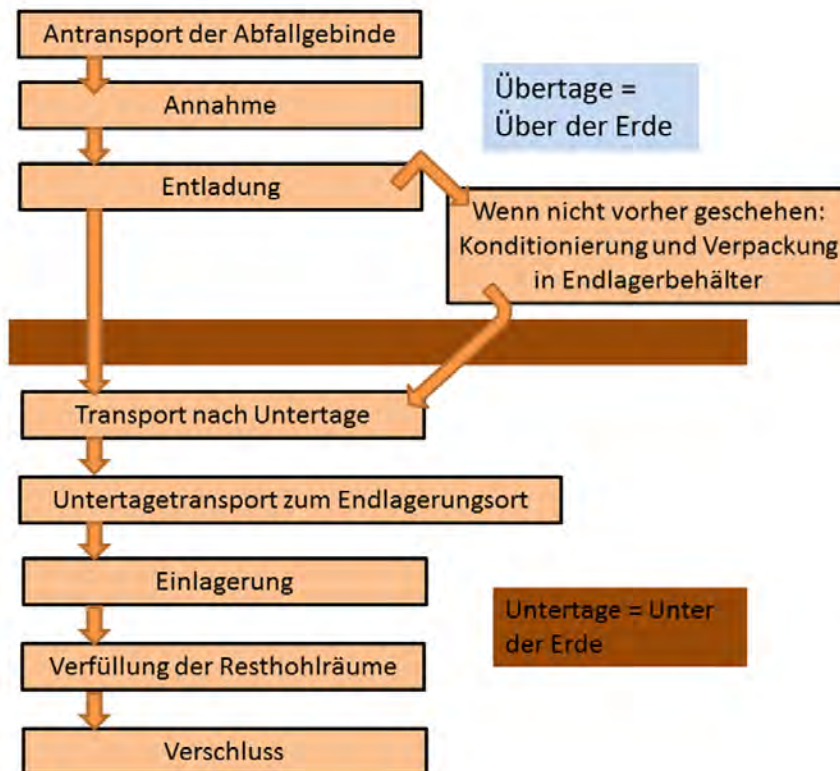 Antransport der Abfallgebinde
Annahme
Übertage =
Über der Erde
Entladung
Wenn nicht vorher geschehen:
Konditionierung und Verpackung
in Endlagerbehälter
Transport nach Untertage
Untertagetransport zum Endlagerungsort
Einlagerung
Untertage = Unter
der Erde
Verfüllung der Resthohlräume
Verschluss